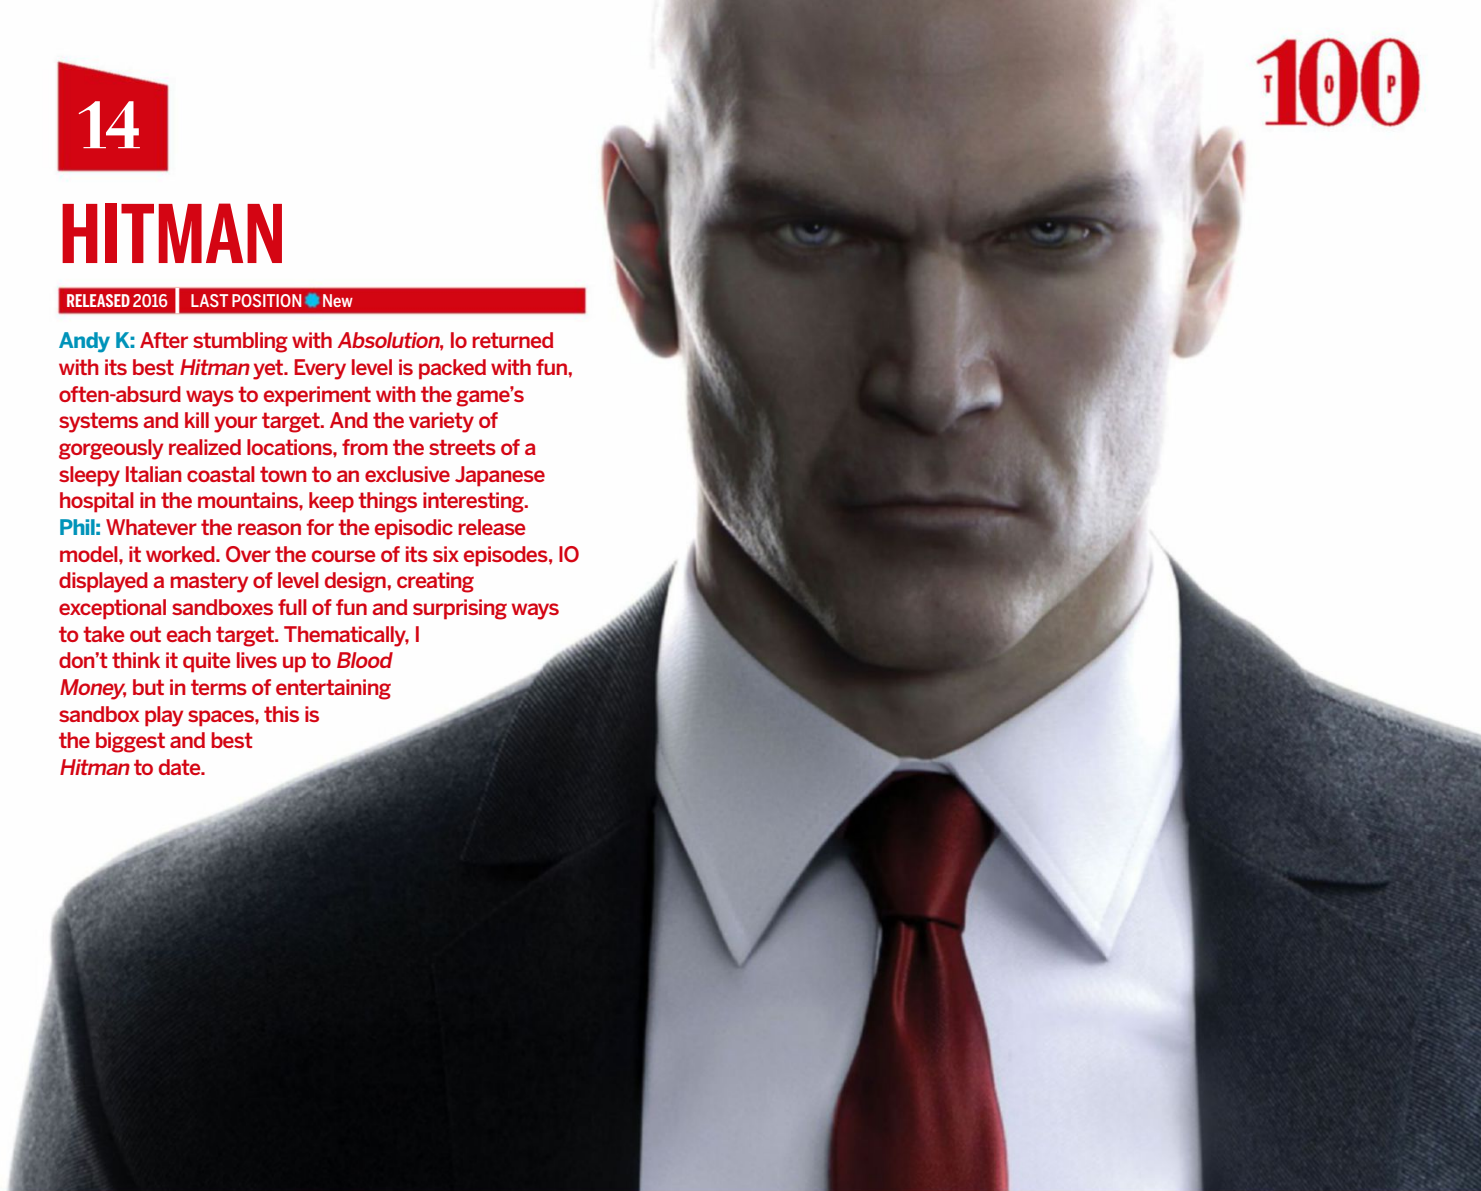 14
TOP 100
HITMAN
RELEASED 2016 LAST POSITION New
Andy K: After stumbling with Absolution, Io returned
with its best Hitman yet. Every level is packed with fun,
often-absurd ways to experiment with the game's
systems and kill your target. And the variety of
gorgeously realized locations, from the streets of a
sleepy Italian coastal town to an exclusive Japanese
hospital in the mountains, keep things interesting.
Phil: Whatever the reason for the episodic release
model, it worked. Over the course of its six episodes, IO
displayed a mastery of level design, creating
exceptional sandboxes full of fun and surprising ways
to take out each target. Thematically, I
don't think it quite lives up to Blood
Money, but in terms of entertaining
sandbox play spaces, this is
the biggest and best
Hitman to date.